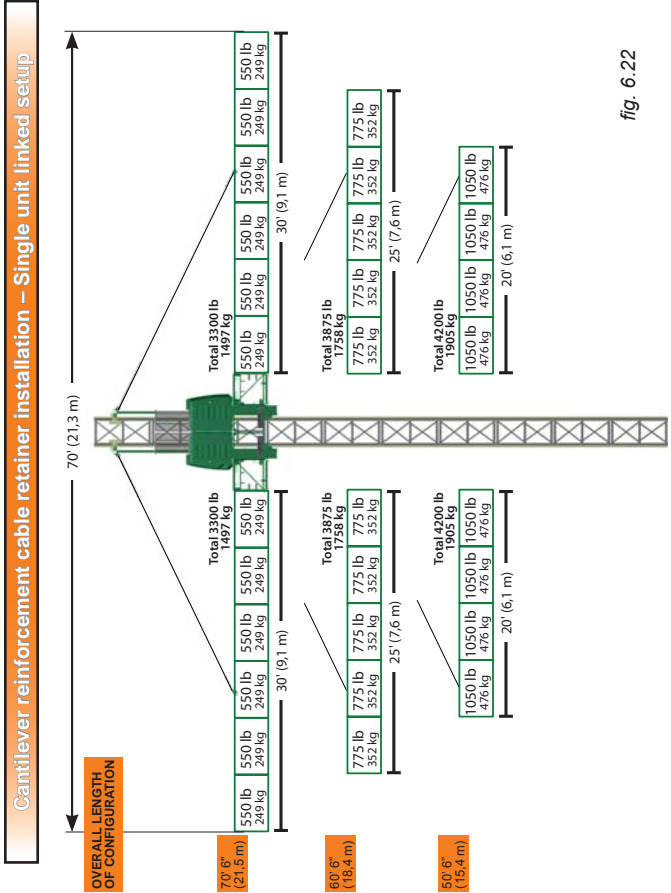 Cantilever reinforcement cable retainer installation – Single unit linked setup
OVERALL LENGTH
OF CONFIGURATION
70' (21,3 m)
70' 6"
(21,5 m)
Total 3300 lb
1497 kg
Total 3300 lb
1497 kg
550 lb
249 kg
550 lb
249 kg
550 lb
249 kg
550 lb
249 kg
550 lb
249 kg
550 lb
249 kg
550 lb
249 kg
550 lb
249 kg
550 lb
249 kg
550 lb
249 kg
550 lb
249 kg
550 lb
249 kg
30' (9,1 m)
30' (9,1 m)
60' 6"
(18,4 m)
Total 3875 lb
1758 kg
Total 3875 lb
1758 kg
775 lb
352 kg
775 lb
352 kg
775 lb
352 kg
775 lb
352 kg
775 lb
352 kg
775 lb
352 kg
775 lb
352 kg
775 lb
352 kg
775 lb
352 kg
775 lb
352 kg
25' (7,6 m)
25' (7,6 m)
50' 6"
(15,4 m)
Total 4200 lb
1905 kg
Total 4200 lb
1905 kg
1050 lb
476 kg
1050 lb
476 kg
1050 lb
476 kg
1050 lb
476 kg
1050 lb
476 kg
1050 lb
476 kg
1050 lb
476 kg
1050 lb
476 kg
20' (6,1 m)
20' (6,1 m)
fig. 6.22